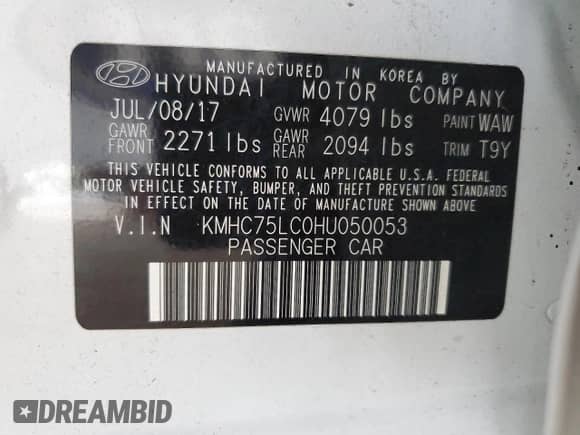 MANUFACTURED IN KOREA BY
HYUNDAI MOTOR COMPANY
JUL/08/17 GVWR 4079 lbs PAINT WAW
GAWR FRONT 2271 lbs GAWR REAR 2094 lbs TRIM T9Y
THIS VEHICLE CONFORMS TO ALL APPLICABLE U.S.A. FEDERAL
MOTOR VEHICLE SAFETY, BUMPER, AND THEFT PREVENTION STANDARDS
IN EFFECT ON THE DATE OF MANUFACTURE SHOWN ABOVE
V.I.N KMHC75LC0HU050053
PASSENGER CAR
DREAMBID